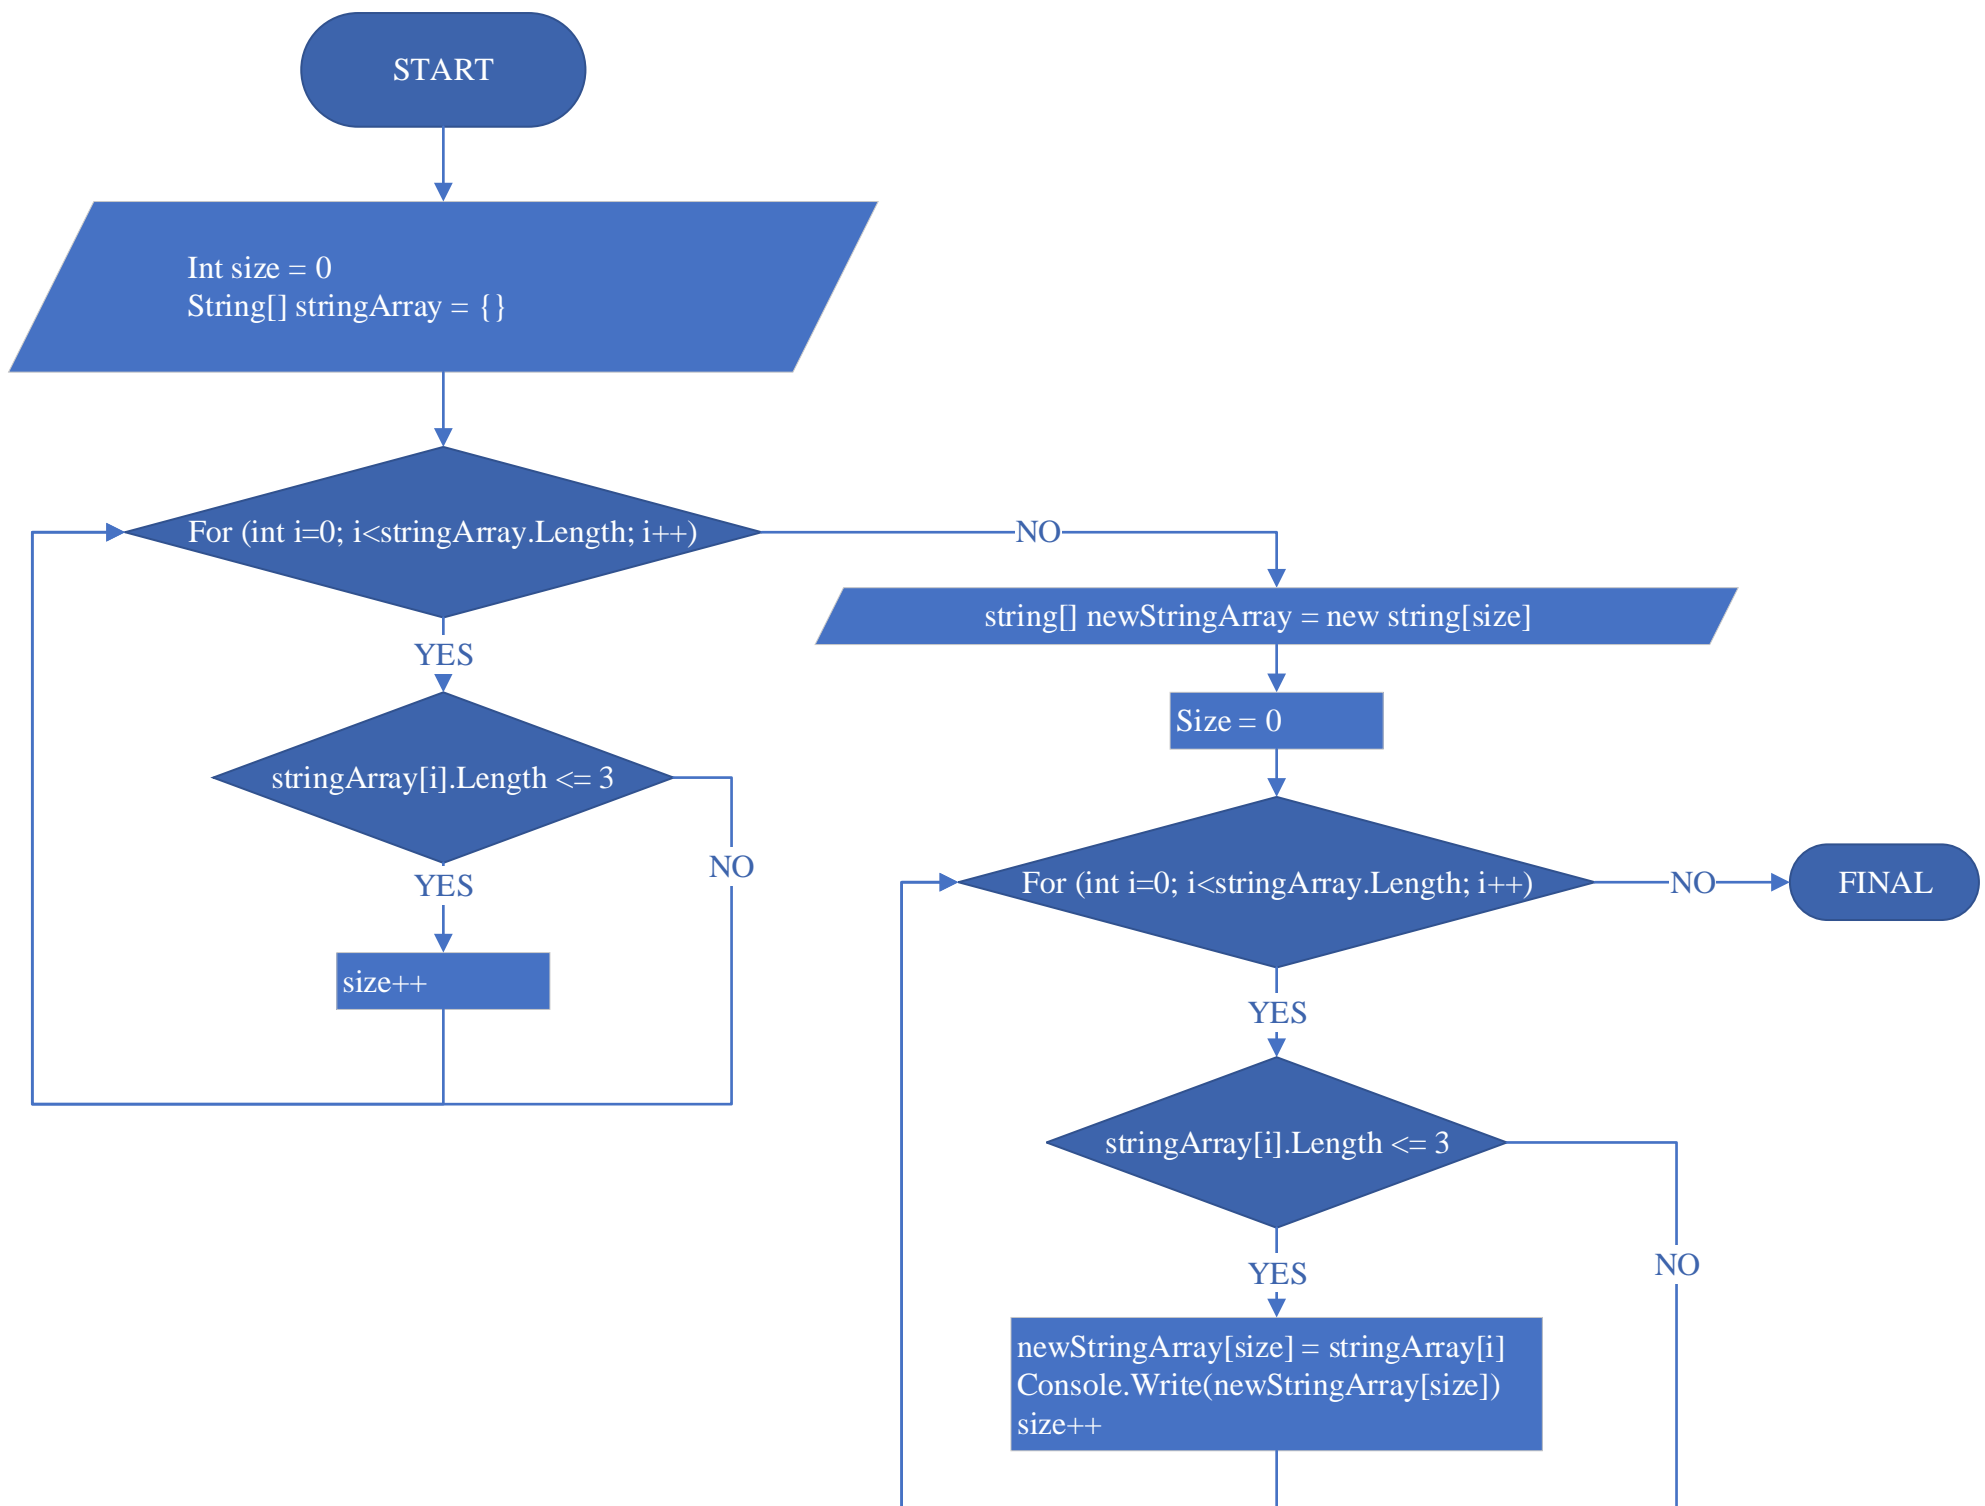 START
Int size = 0
String[] stringArray = {}
For (int i=0; i<stringArray.Length; i++)
NO
YES
stringArray[i].Length <= 3
NO
YES
size++
string[] newStringArray = new string[size]
Size = 0
For (int i=0; i<stringArray.Length; i++)
NO
FINAL
YES
stringArray[i].Length <= 3
NO
YES
newStringArray[size] = stringArray[i]
Console.Write(newStringArray[size])
size++